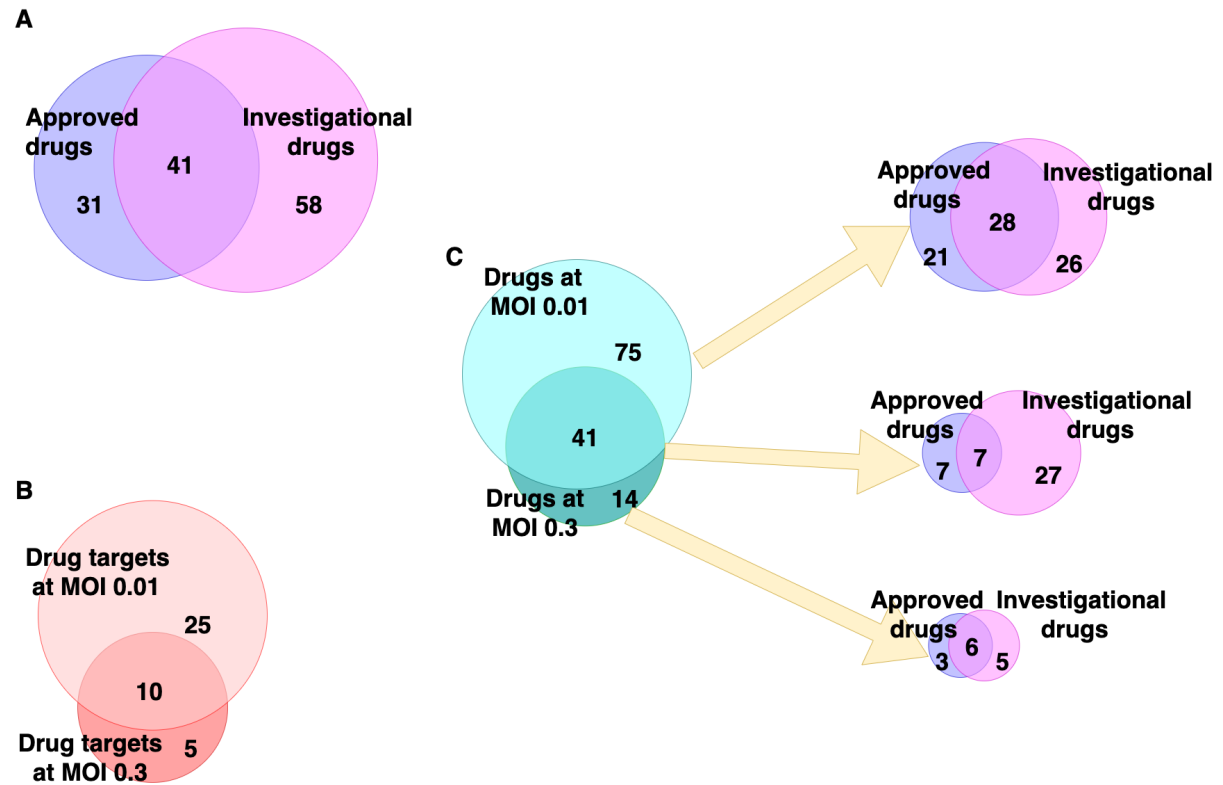 A
Approved
drugs
Investigational
drugs
41
31
58
B
Drug targets
at MOI 0.01
25
10
Drug targets
at MOI 0.3
5
C
Drugs at
MOI 0.01
75
41
Drugs at
MOI 0.3
14
Approved
drugs
Investigational
drugs
28
21
26
Approved
drugs
Investigational
drugs
7
7
27
Approved
drugs
Investigational
drugs
3
6
5